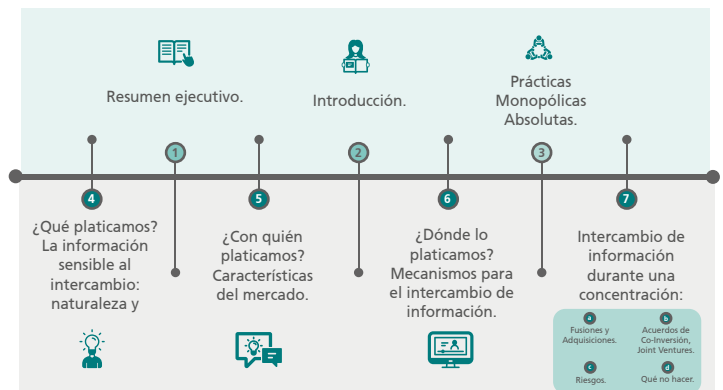 Resumen ejecutivo.
Introducción.
Prácticas
Monopólicas
Absolutas.
1
2
3
4
5
6
7
¿Qué platicamos?
La información
sensible al
intercambio:
naturaleza y
¿Con quién
platicamos?
Características
del mercado.
¿Dónde lo
platicamos?
Mecanismos para
el intercambio de
información.
Intercambio de
información
durante una
concentración:
a
Fusiones y
Adquisiciones.
b
Acuerdos de
Co-Inversión,
Joint Ventures.
c
Riesgos.
d
Qué no hacer.